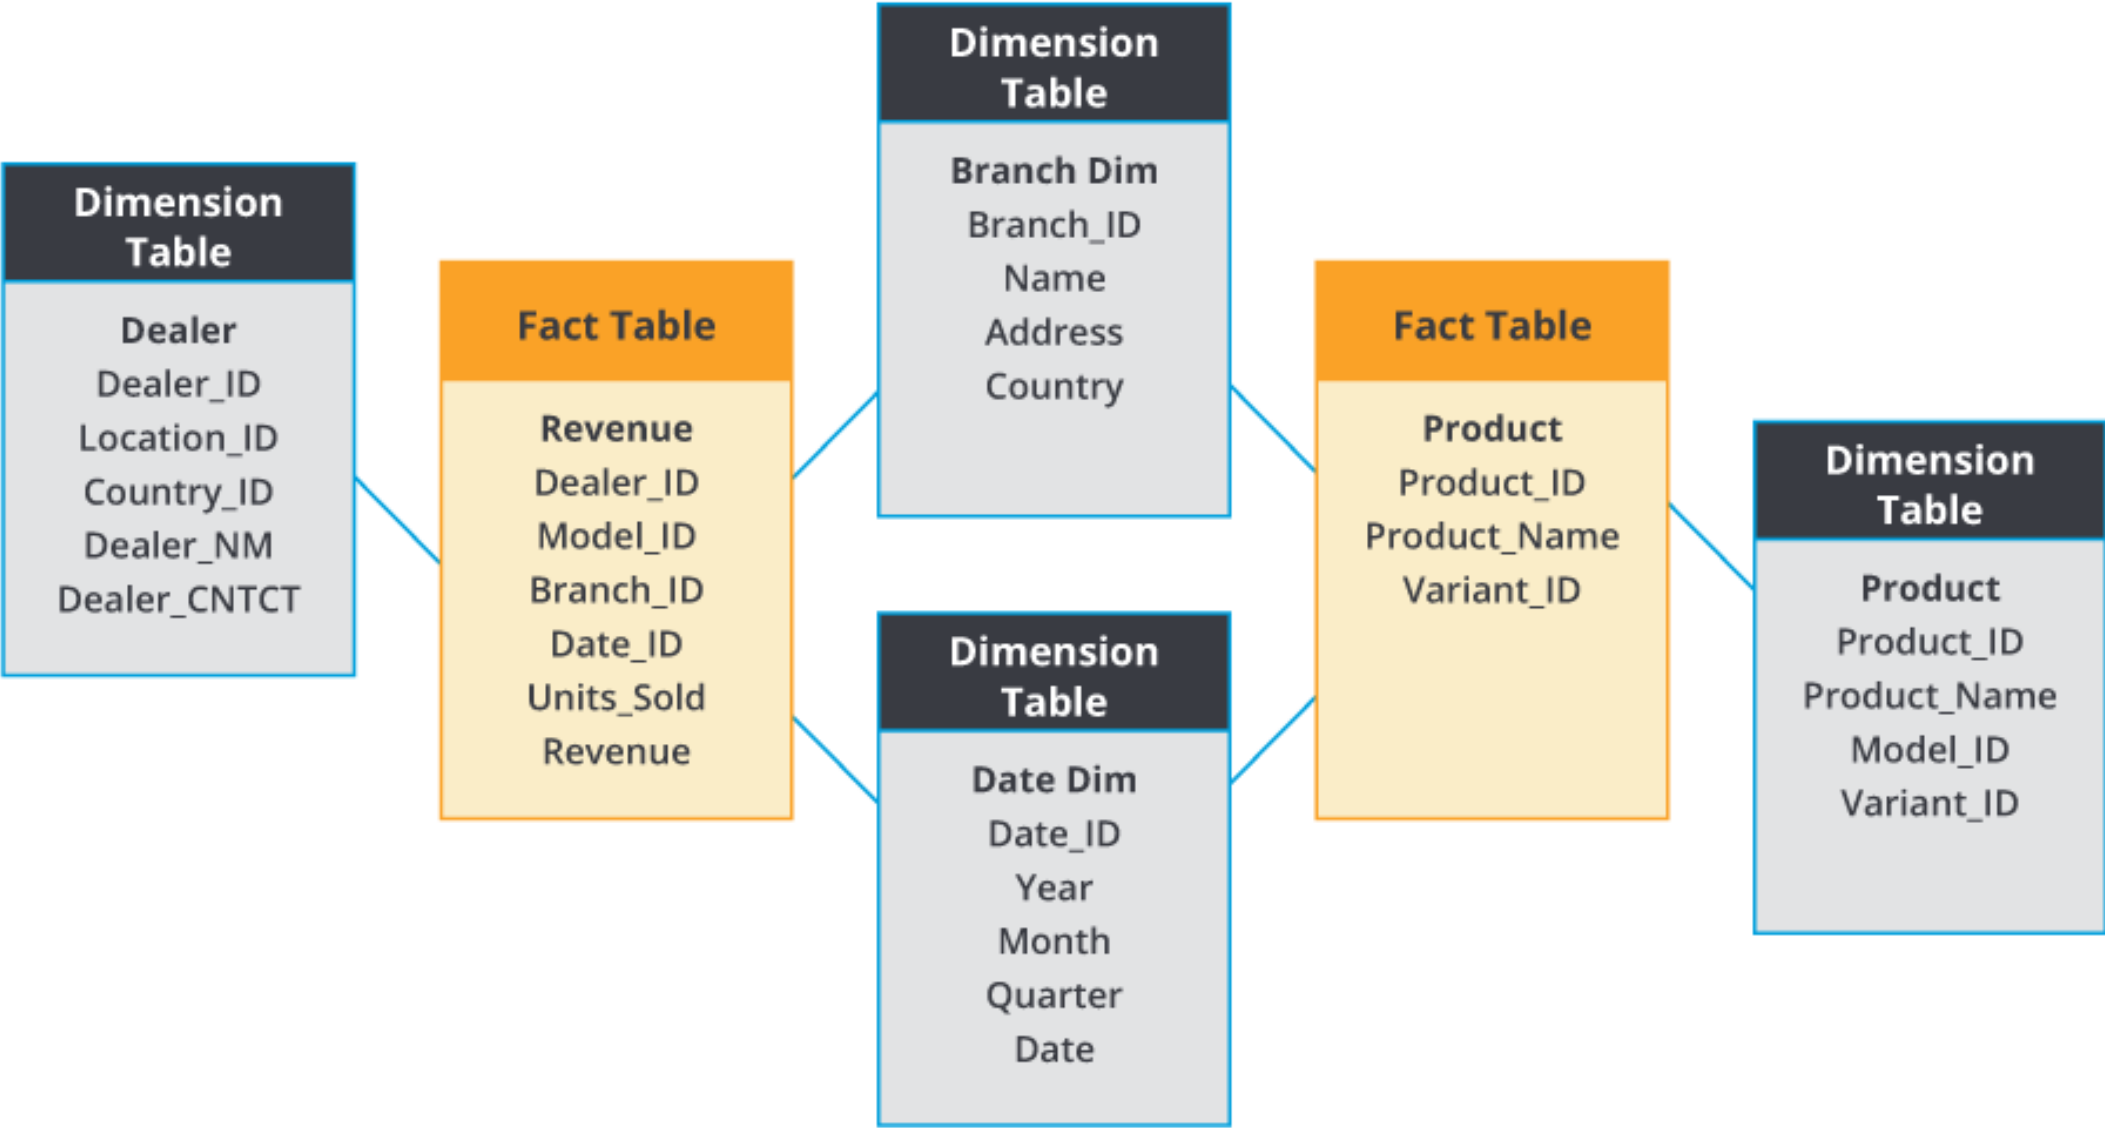 Dimension
Table
Dealer
Dealer_ID
Location_ID
Country_ID
Dealer_NM
Dealer_CNTCT
Fact Table
Revenue
Dealer_ID
Model_ID
Branch_ID
Date_ID
Units_Sold
Revenue
Dimension
Table
Branch Dim
Branch_ID
Name
Address
Country
Dimension
Table
Date Dim
Date_ID
Year
Month
Quarter
Date
Fact Table
Product
Product_ID
Product_Name
Variant_ID
Dimension
Table
Product
Product_ID
Product_Name
Model_ID
Variant_ID